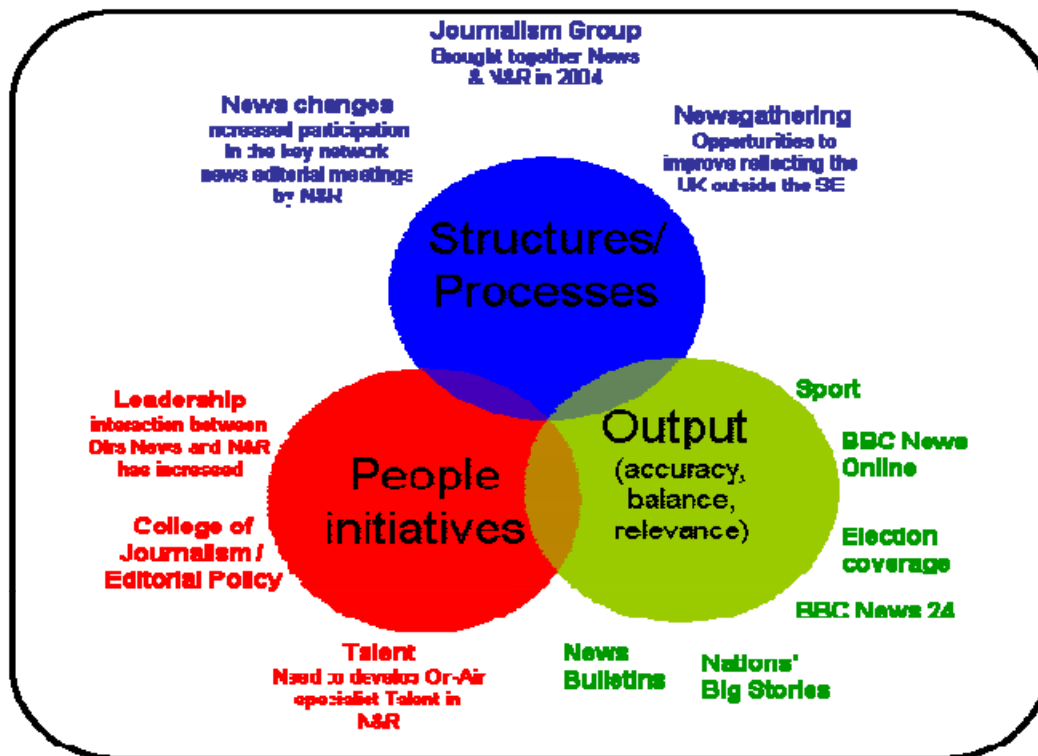 Journalism Group
Brought together News
& N&R in 2004
News changes
Increased participation
in the key network
news editorial meetings
by N&R
Newsgathering
Opportunities to
improve reflecting the
UK outside the SE
Structures/
Processes
Leadership
interaction between
Dirs News and N&R
has increased
College of
Journalism /
Editorial Policy
People
initiatives
Talent
Need to develop On-Air
specialist Talent in
N&R
Output
(accuracy,
balance,
relevance)
Sport
BBC News
Online
Election
coverage
BBC News 24
News
Bulletins
Nations'
Big Stories